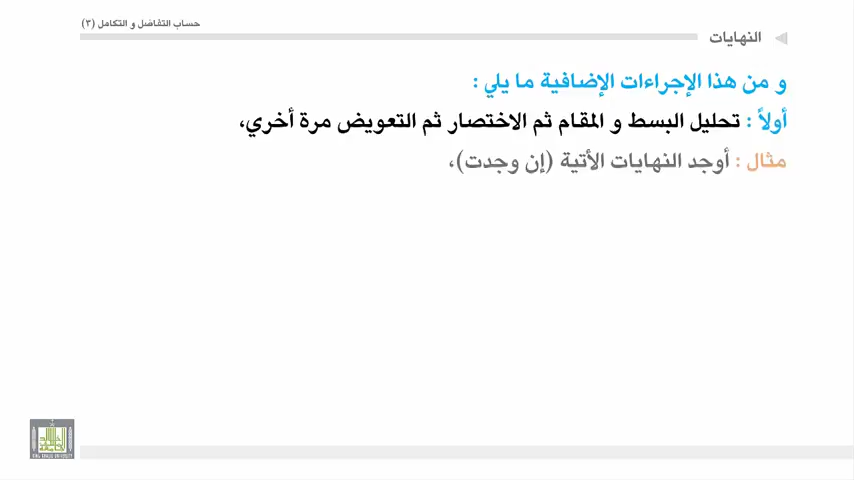 حساب التفاضل و التكامل (٣)
النهايات
و من هذا الإجراءات الإضافية ما يلي :
أولاً : تحليل البسط و المقام ثم الاختصار ثم التعويض مرة أخري،
مثال : أوجد النهايات الأتية (إن وجدت)،